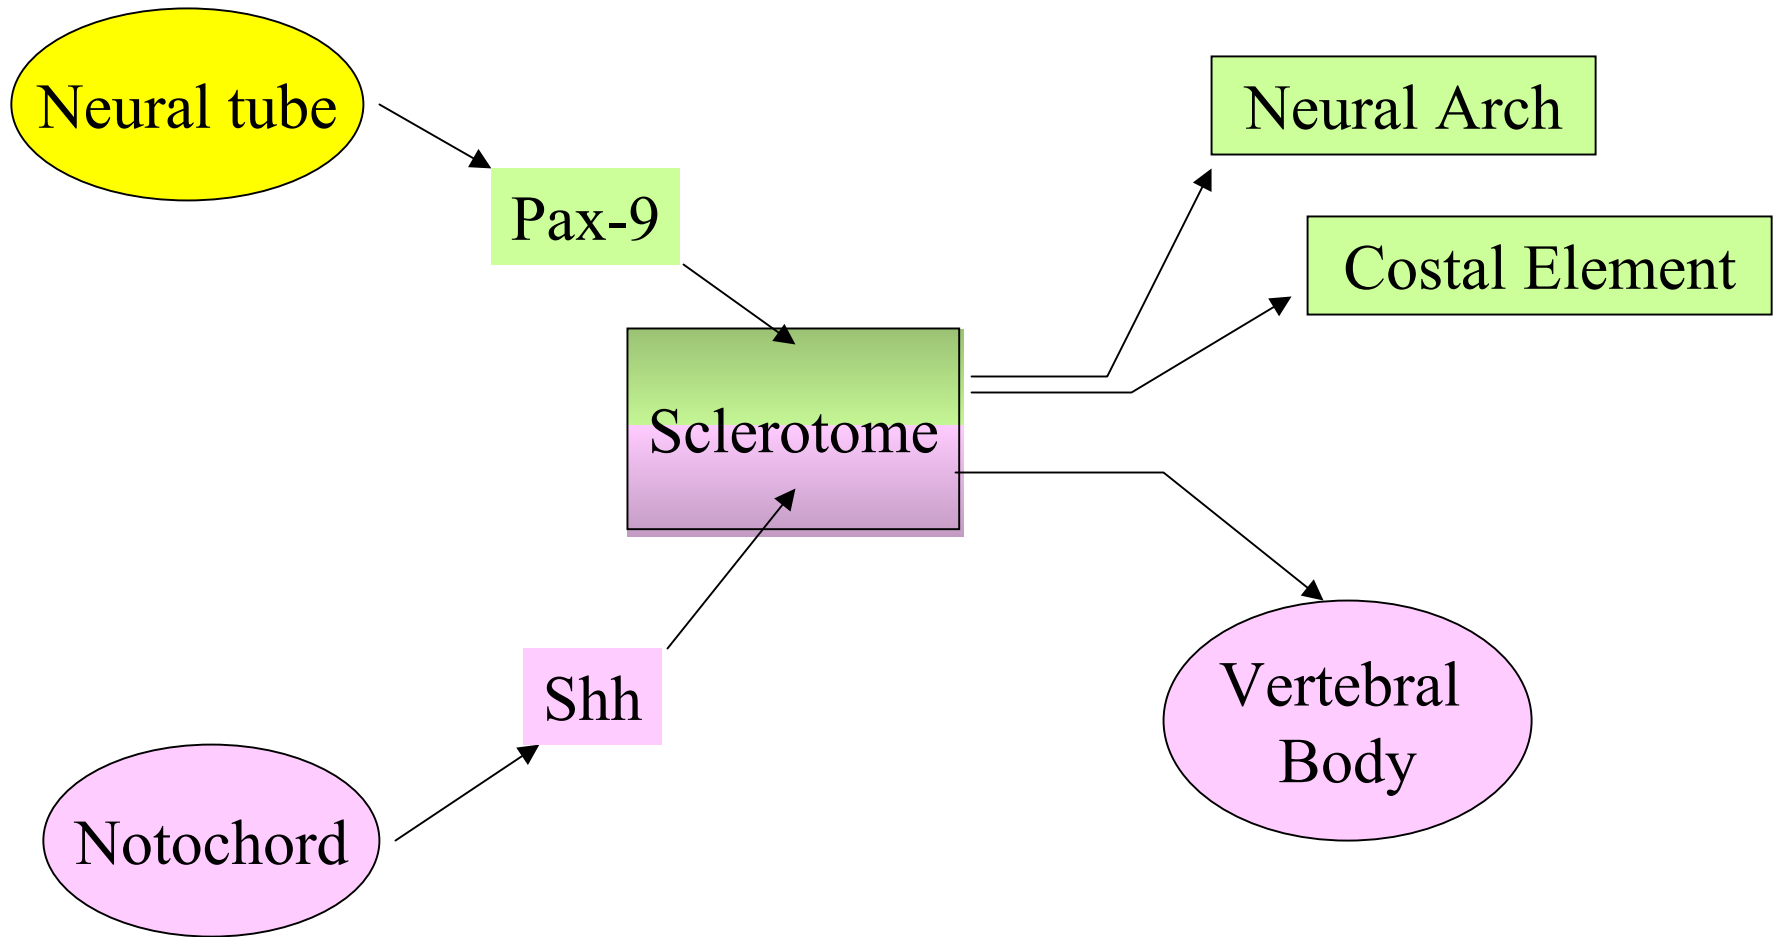 Neural tube
Neural Arch
Pax-9
Costal Element
Sclerotome
Shh
Vertebral
Body
Notochord